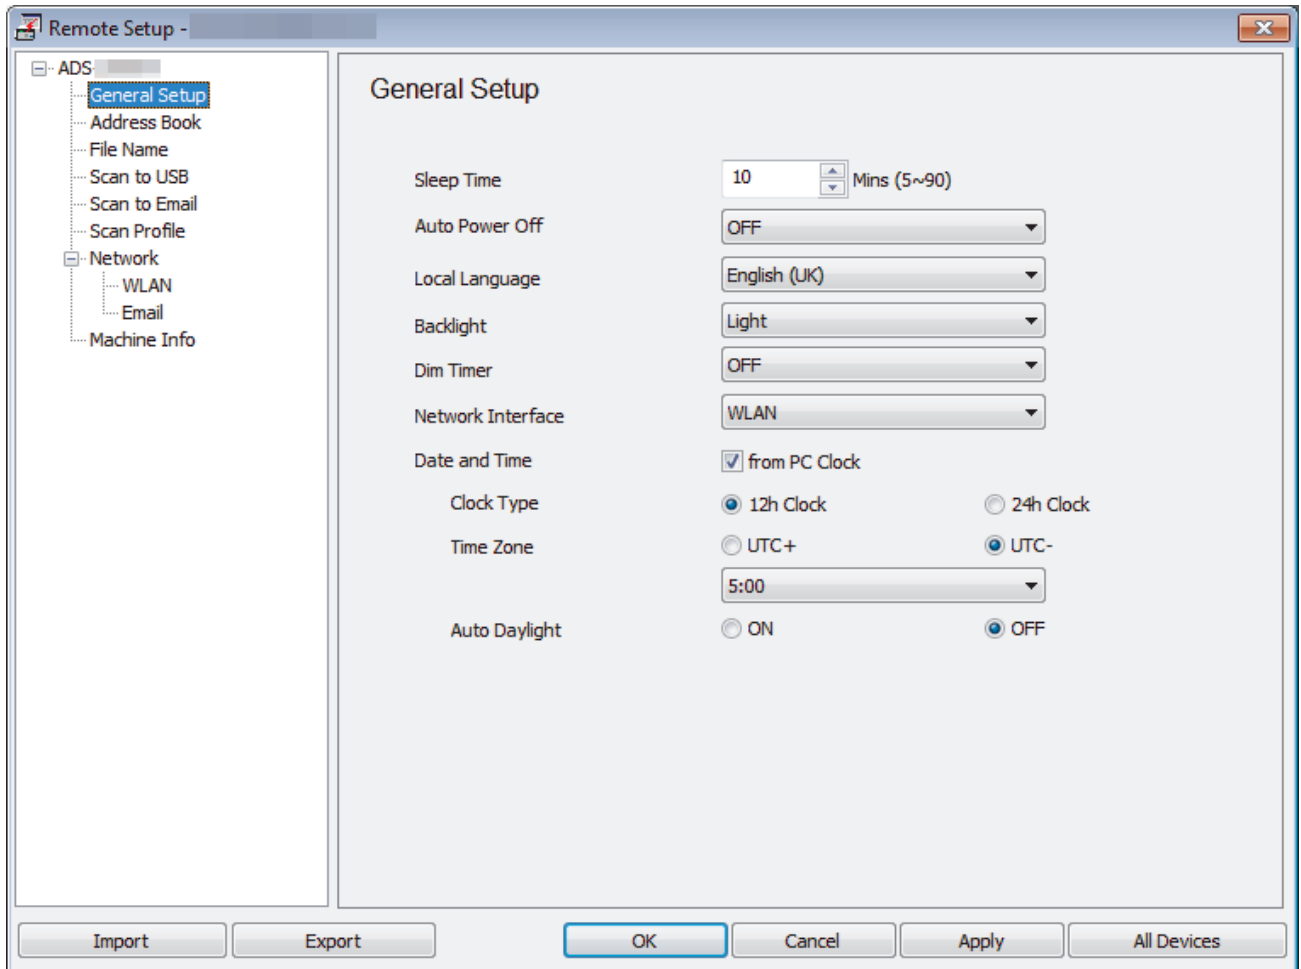 Remote Setup -
ADS-
General Setup
Address Book
File Name
Scan to USB
Scan to Email
Scan Profile
Network
WLAN
Email
Machine Info
General Setup
Sleep Time 10 Mins (5~90)
Auto Power Off OFF
Local Language English (UK)
Backlight Light
Dim Timer OFF
Network Interface WLAN
Date and Time from PC Clock
Clock Type 12h Clock 24h Clock
Time Zone UTC+ UTC-
5:00
Auto Daylight ON OFF
Import Export OK Cancel Apply All Devices